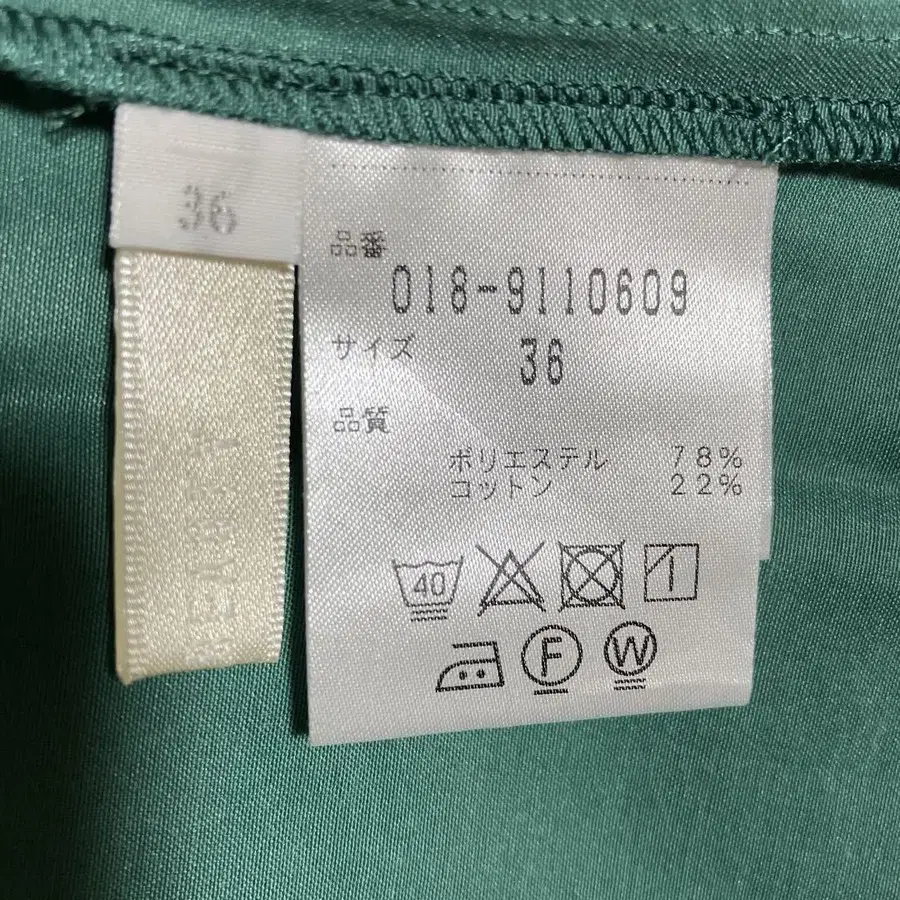 36
品番
018-9110609
サイズ 36
品質
ポリエステル 78%
コットン 22%
40
F
W